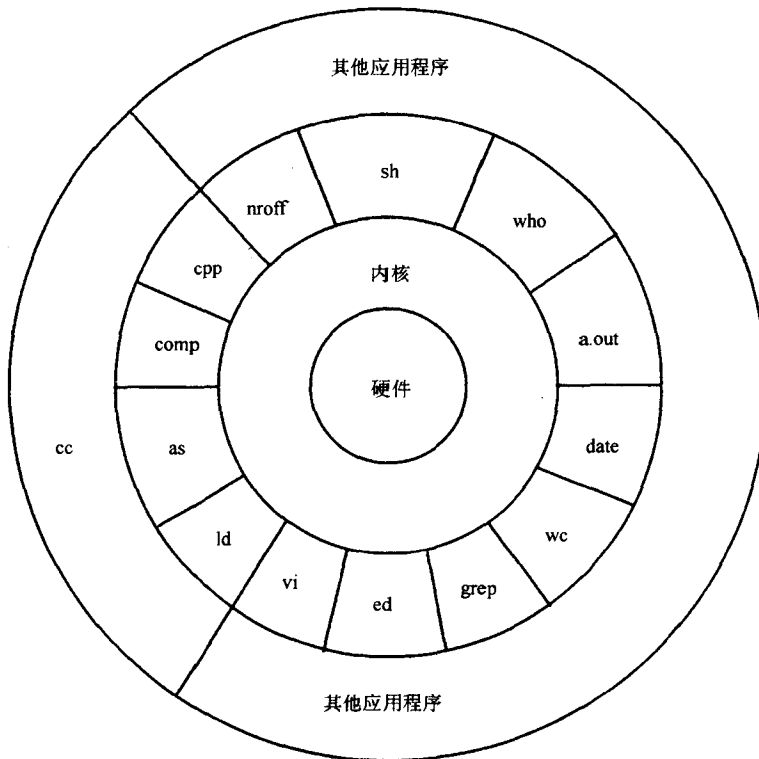 其他应用程序
sh
nroff
who
cpp
内核
comp
a.out
硬件
cc
as
date
ld
wc
vi
ed
grep
其他应用程序